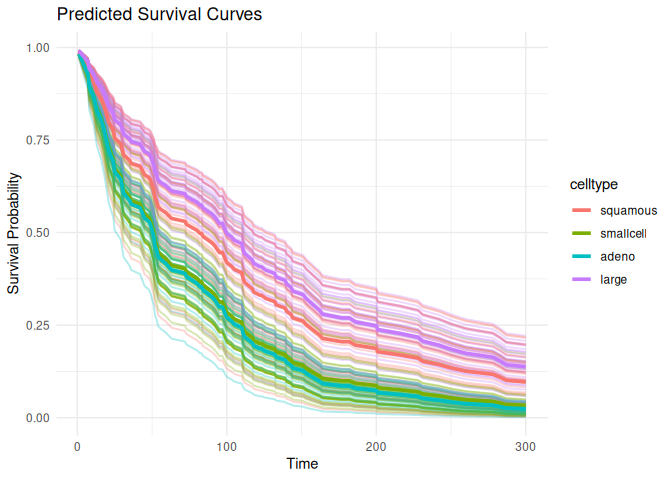 Predicted Survival Curves
Survival Probability
1.00
0.75
0.50
0.25
0.00
0
100
200
300
Time
celltype
squamous
smallcell
adeno
large